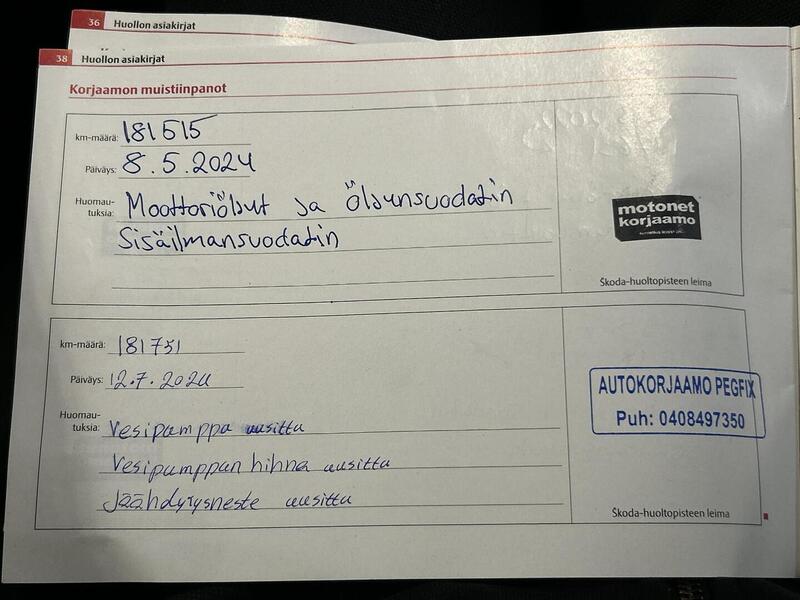 36 Huollon asiakirjat
38 Huollon asiakirjat
Korjaamon muistiinpanot
km-määrä: 181515
Päiväys: 8.5.2024
Huomau-
tuksia: Moottoriöljyt ja öljynsuodatin
Sisäilmansuodatin
motonet
korjaamo
Škoda-huoltopisteen leima
km-määrä: 181751
Päiväys: 12.7.2024
Huomau-
tuksia: Vesipumppu uusittu
Vesipumppan hihna uusittu
Jäähdytysneste uusittu
AUTOKORJAAMO PEGFIX
Puh: 0408497350
Škoda-huoltopisteen leima